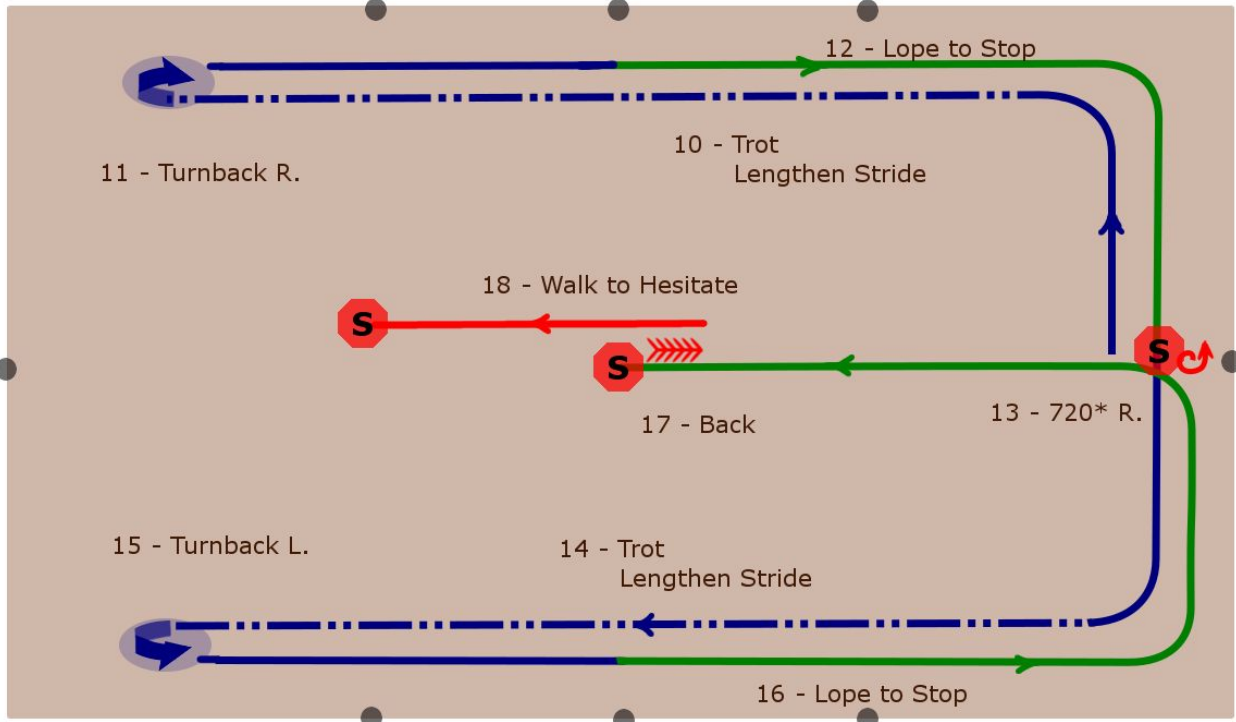 12 - Lope to Stop
10 - Trot
Lengthen Stride
11 - Turnback R.
18 - Walk to Hesitate
S
S
S
13 - 720* R.
17 - Back
15 - Turnback L.
14 - Trot
Lengthen Stride
16 - Lope to Stop